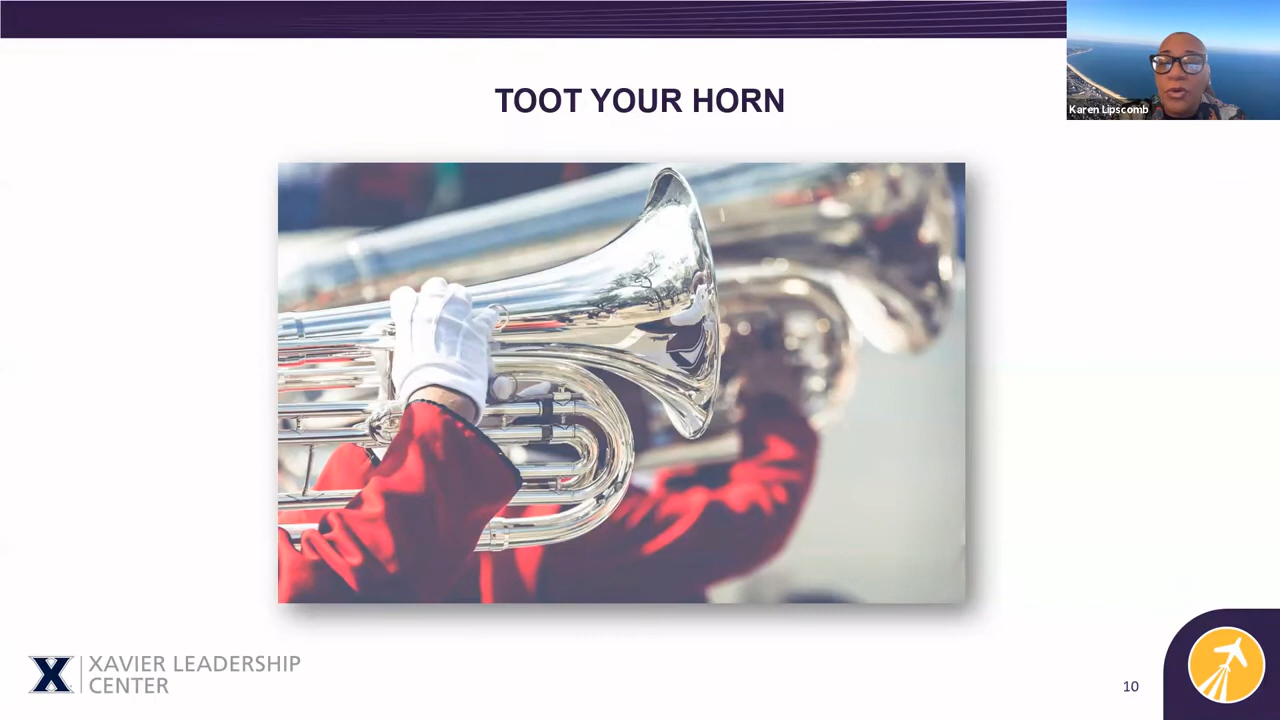 TOOT YOUR HORN
Karen Lipscomb
X
XAVIER LEADERSHIP
CENTER
10